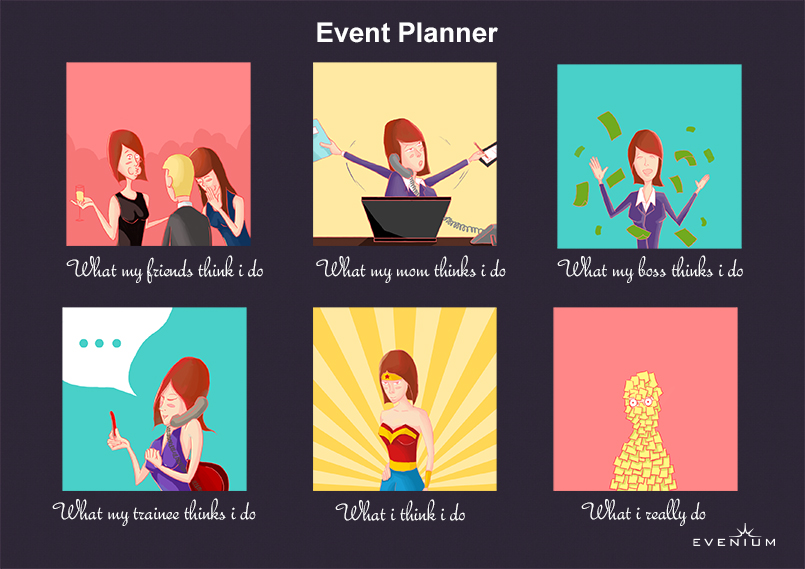 Event Planner
What my friends think i do
What my mom thinks i do
What my boss thinks i do
What my trainee thinks i do
What i think i do
What i really do
EVENIUM